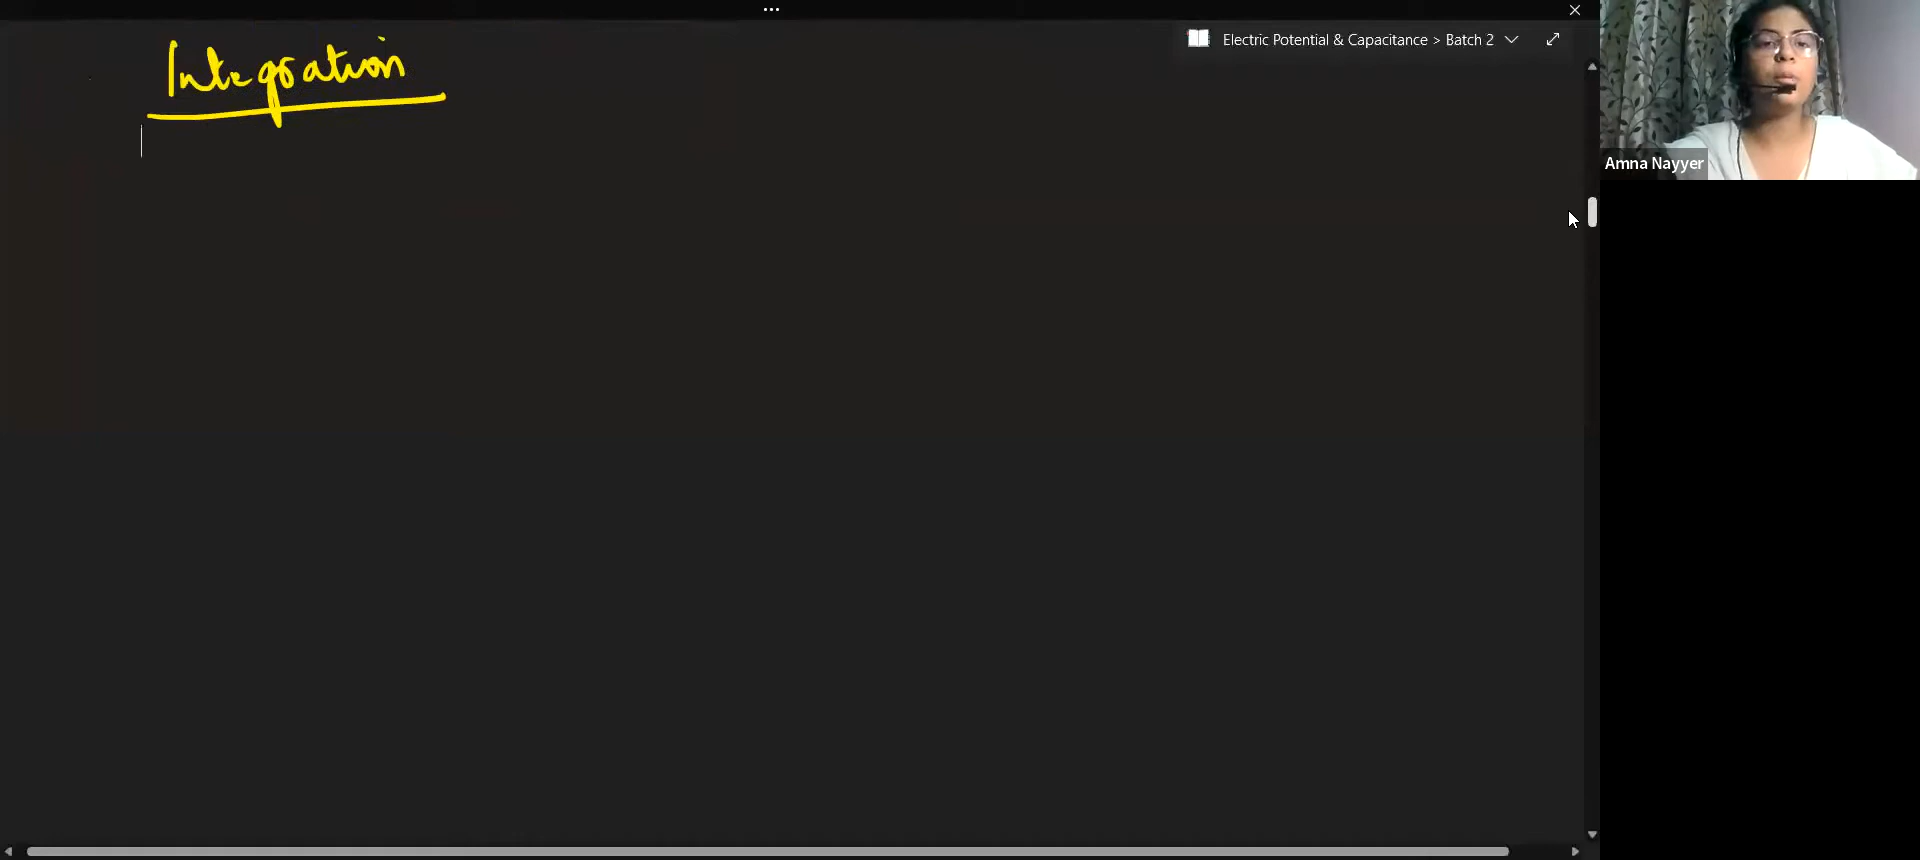 Integration
Electric Potential & Capacitance > Batch 2
Amna Nayyer